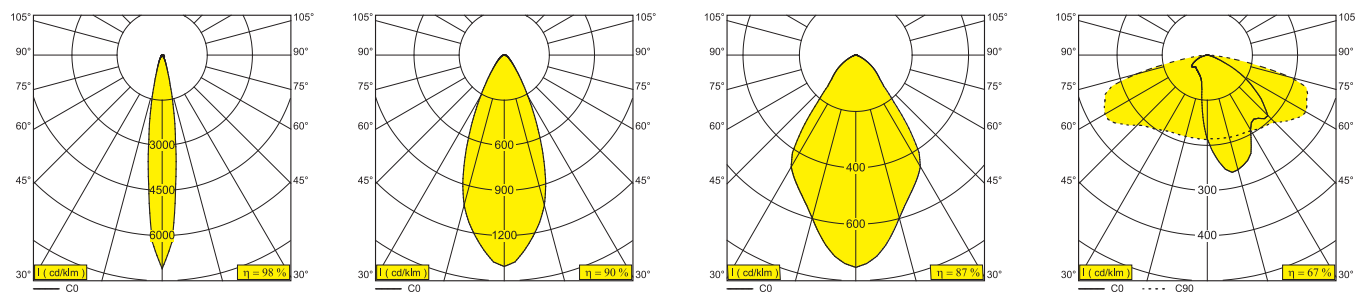 105° 105°
90° 90°
75° 75°
60° 60°
45° 45°
30° 30°
3000
4500
6000
I ( cd/klm )
η = 98 %
C0
105° 105°
90° 90°
75° 75°
60° 60°
45° 45°
30° 30°
600
900
1200
I ( cd/klm )
η = 90 %
C0
105° 105°
90° 90°
75° 75°
60° 60°
45° 45°
30° 30°
400
600
I ( cd/klm )
η = 87 %
C0
105° 105
90° 90°
75° 75°
60° 60°
45° 45°
30° 30°
300
400
I ( cd/klm )
η = 67 %
C0 C90